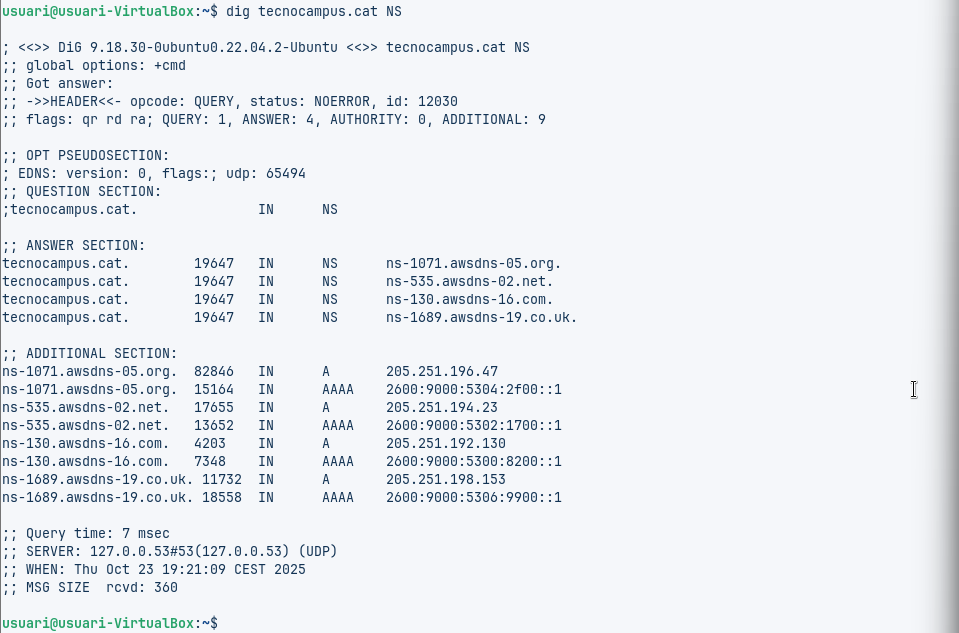 usuari@usuari-VirtualBox:~$ dig tecnocampus.cat NS

; <<>> DiG 9.18.30-0ubuntu0.22.04.2-Ubuntu <<>> tecnocampus.cat NS
;; global options: +cmd
;; Got answer:
;; ->>HEADER<<- opcode: QUERY, status: NOERROR, id: 12030
;; flags: qr rd ra; QUERY: 1, ANSWER: 4, AUTHORITY: 0, ADDITIONAL: 9

;; OPT PSEUDOSECTION:
; EDNS: version: 0, flags:; udp: 65494
;; QUESTION SECTION:
;tecnocampus.cat.               IN      NS

;; ANSWER SECTION:
tecnocampus.cat.        19647   IN      NS      ns-1071.awsdns-05.org.
tecnocampus.cat.        19647   IN      NS      ns-535.awsdns-02.net.
tecnocampus.cat.        19647   IN      NS      ns-130.awsdns-16.com.
tecnocampus.cat.        19647   IN      NS      ns-1689.awsdns-19.co.uk.

;; ADDITIONAL SECTION:
ns-1071.awsdns-05.org.  82846   IN      A       205.251.196.47
ns-1071.awsdns-05.org.  15164   IN      AAAA    2600:9000:5304:2f00::1
ns-535.awsdns-02.net.   17655   IN      A       205.251.194.23
ns-535.awsdns-02.net.   13652   IN      AAAA    2600:9000:5302:1700::1
ns-130.awsdns-16.com.   4203    IN      A       205.251.192.130
ns-130.awsdns-16.com.   7348    IN      AAAA    2600:9000:5300:8200::1
ns-1689.awsdns-19.co.uk. 11732  IN      A       205.251.198.153
ns-1689.awsdns-19.co.uk. 18558  IN      AAAA    2600:9000:5306:9900::1

;; Query time: 7 msec
;; SERVER: 127.0.0.53#53(127.0.0.53) (UDP)
;; WHEN: Thu Oct 23 19:21:09 CEST 2025
;; MSG SIZE  rcvd: 360

usuari@usuari-VirtualBox:~$